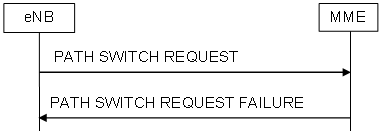 eNB
MME
PATH SWITCH REQUEST
PATH SWITCH REQUEST FAILURE